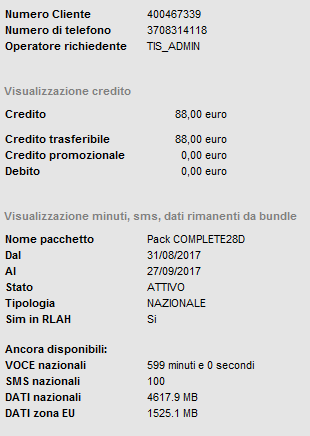 Numero Cliente 400467339
Numero di telefono 3708314118
Operatore richiedente TIS_ADMIN
Visualizzazione credito
Credito 88,00 euro
Credito trasferibile 88,00 euro
Credito promozionale 0,00 euro
Debito 0,00 euro
Visualizzazione minuti, sms, dati rimanenti da bundle
Nome pacchetto Pack COMPLETE28D
Dal 31/08/2017
Al 27/09/2017
Stato ATTIVO
Tipologia NAZIONALE
Sim in RLAH Si
Ancora disponibili:
VOCE nazionali 599 minuti e 0 secondi
SMS nazionali 100
DATI nazionali 4617.9 MB
DATI zona EU 1525.1 MB